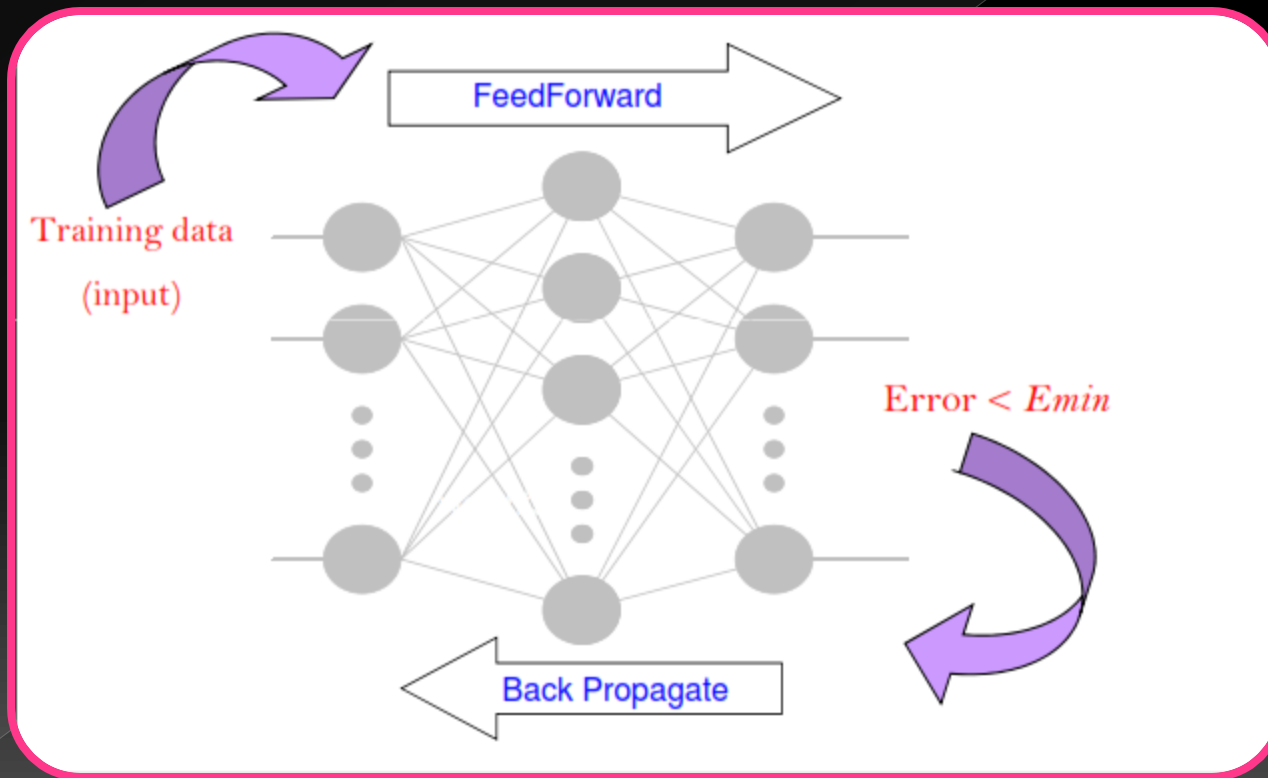 FeedForward
Training data
(input)
Error < Emin
Back Propagate